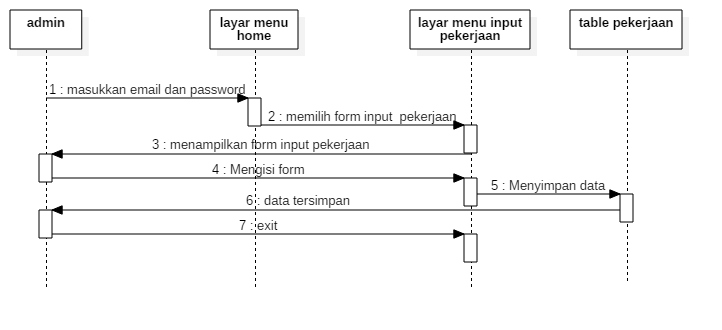 admin
layar menu
home
layar menu input
pekerjaan
table pekerjaan
1 : masukkan email dan password
2 : memilih form input  pekerjaan
3 : menampilkan form input pekerjaan
4 : Mengisi form
5 : Menyimpan data
6 : data tersimpan
7 : exit